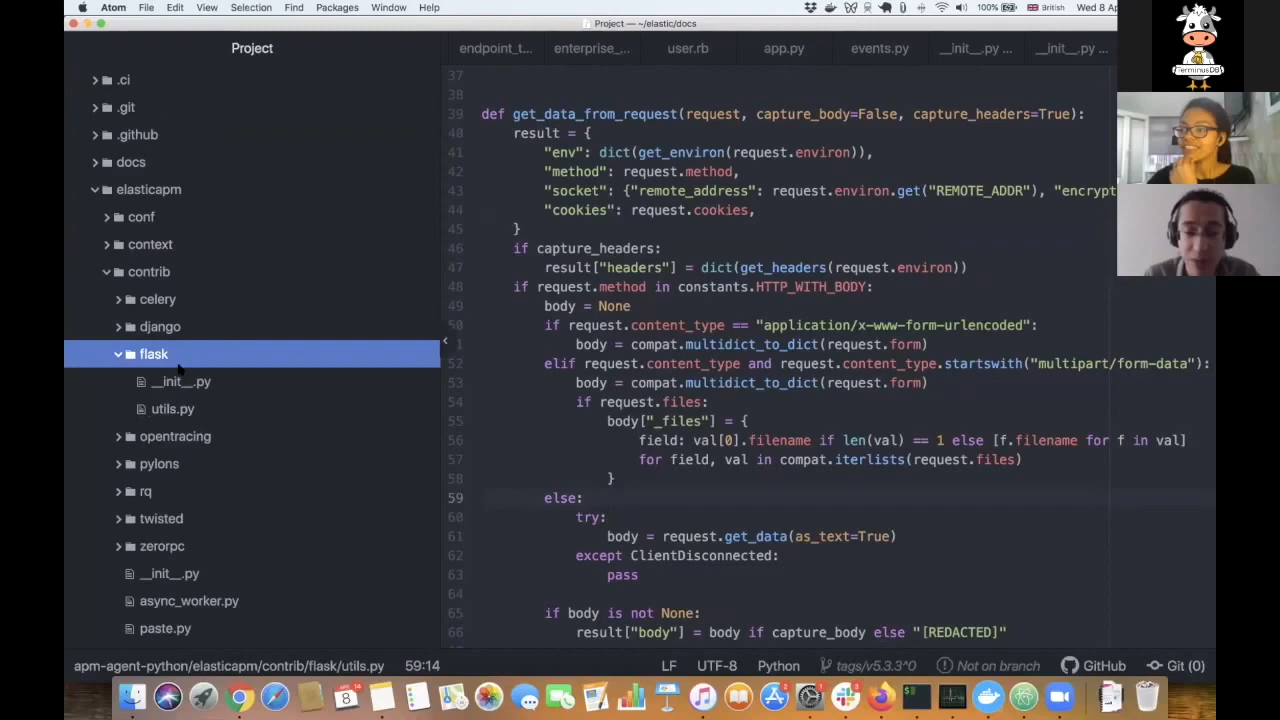 Atom File Edit View Selection Find Packages Window Help 100% British Wed 8 Ap
Project — ~/elastic/docs
Project
endpoint_t... enterprise_... user.rb app.py events.py __init__.py ... __init__.py ...
.ci
.git
.github
docs
elasticapm
conf
context
contrib
celery
django
flask
__init__.py
utils.py
opentracing
pylons
rq
twisted
zerorpc
__init__.py
async_worker.py
paste.py
37
38
39 def get_data_from_request(request, capture_body=False, capture_headers=True):
40 result = {
41 "env": dict(get_environ(request.environ)),
42 "method": request.method,
43 "socket": {"remote_address": request.environ.get("REMOTE_ADDR"), "encrypt
44 "cookies": request.cookies,
45 }
46 if capture_headers:
47 result["headers"] = dict(get_headers(request.environ))
48 if request.method in constants.HTTP_WITH_BODY:
49 body = None
50 if request.content_type == "application/x-www-form-urlencoded":
1 body = compat.multidict_to_dict(request.form)
52 elif request.content_type and request.content_type.startswith("multipart/form-data"):
53 body = compat.multidict_to_dict(request.form)
54 if request.files:
55 body["_files"] = {
56 field: val[0].filename if len(val) == 1 else [f.filename for f in val]
57 for field, val in compat.iterlists(request.files)
58 }
59 else:
60 try:
61 body = request.get_data(as_text=True)
62 except ClientDisconnected:
63 pass
64
65 if body is not None:
66 result["body"] = body if capture_body else "[REDACTED]"
apm-agent-python/elasticapm/contrib/flask/utils.py 59:14 LF UTF-8 Python tags/v5.3.3^0 Not on branch GitHub Git (0)
TerminusDB